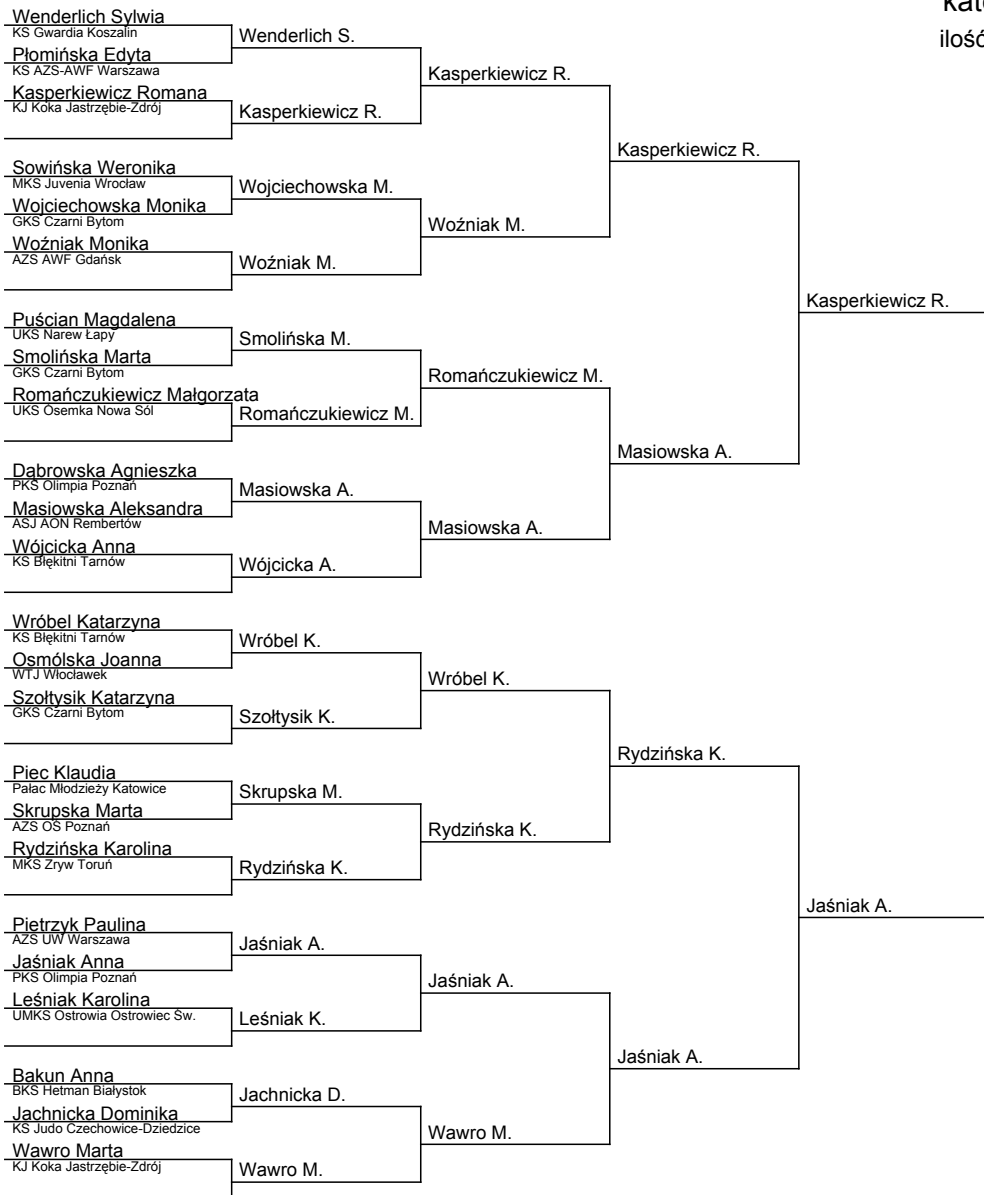 kate
ilość
Wenderlich Sylwia
KS Gwardia Koszalin
Płomińska Edyta
KS AZS-AWF Warszawa
Kasperkiewicz Romana
KJ Koka Jastrzębie-Zdrój
Sowińska Weronika
MKS Juvenia Wrocław
Wojciechowska Monika
GKS Czarni Bytom
Woźniak Monika
AZS AWF Gdańsk
Puścian Magdalena
UKS Narew Łapy
Smolińska Marta
GKS Czarni Bytom
Romańczukiewicz Małgorzata
UKS Ósemka Nowa Sól
Dąbrowska Agnieszka
PKS Olimpia Poznań
Masiowska Aleksandra
ASJ AON Rembertów
Wójcicka Anna
KS Błękitni Tarnów
Wróbel Katarzyna
KS Błękitni Tarnów
Osmólska Joanna
WTJ Włocławek
Szołtysik Katarzyna
GKS Czarni Bytom
Piec Klaudia
Pałac Młodzieży Katowice
Skrupska Marta
AZS OŚ Poznań
Rydzińska Karolina
MKS Zryw Toruń
Pietrzyk Paulina
AZS UW Warszawa
Jaśniak Anna
PKS Olimpia Poznań
Leśniak Karolina
UMKS Ostrowia Ostrowiec Św.
Bakun Anna
BKS Hetman Białystok
Jachnicka Dominika
KS Judo Czechowice-Dziedzice
Wawro Marta
KJ Koka Jastrzębie-Zdrój
Wenderlich S.
Kasperkiewicz R.
Wojciechowska M.
Woźniak M.
Smolińska M.
Romańczukiewicz M.
Masiowska A.
Wójcicka A.
Wróbel K.
Szołtysik K.
Skrupska M.
Rydzińska K.
Jaśniak A.
Leśniak K.
Jachnicka D.
Wawro M.
Kasperkiewicz R.
Woźniak M.
Romańczukiewicz M.
Masiowska A.
Wróbel K.
Rydzińska K.
Jaśniak A.
Wawro M.
Kasperkiewicz R.
Masiowska A.
Rydzińska K.
Jaśniak A.
Kasperkiewicz R.
Jaśniak A.